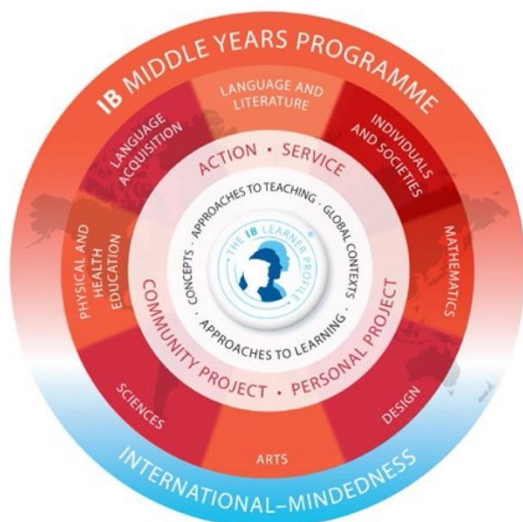 IB MIDDLE YEARS PROGRAMME
LANGUAGE AND
LITERATURE
INDIVIDUALS
AND SOCIETIES
MATHEMATICS
DESIGN
ARTS
SCIENCES
PHYSICAL AND
HEALTH
EDUCATION
LANGUAGE
ACQUISITION
ACTION • SERVICE
COMMUNITY PROJECT • PERSONAL PROJECT
APPROACHES TO TEACHING · GLOBAL CONTEXTS ·
APPROACHES TO LEARNING ·
CONCEPTS ·
· THE IB LEARNER PROFILE ·
®
INTERNATIONAL–MINDEDNESS